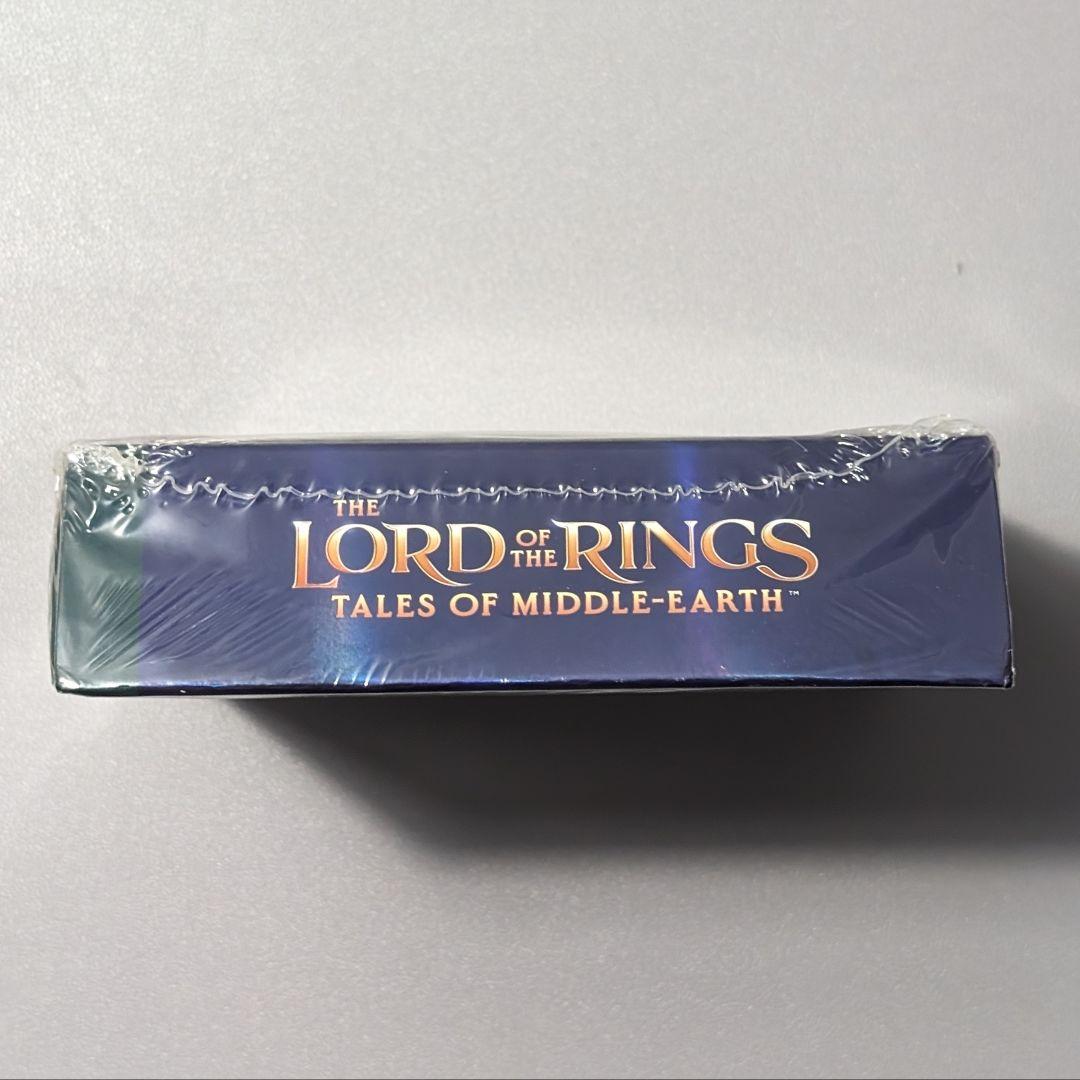 THE
LORD OF THE RINGS
TALES OF MIDDLE-EARTH™